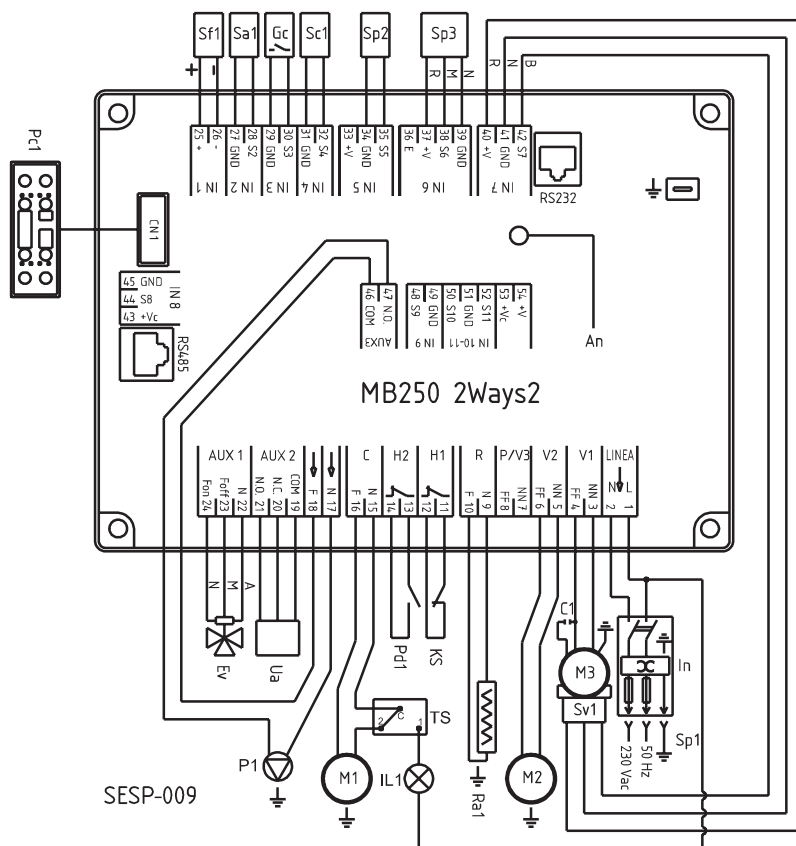 Sf1 Sa1 Gc Sc1 Sp2 Sp3
+ - R M N R N B
Pc1
25 + 26 - 27 GND 28 S2 29 GND 30 S3 31 GND 32 S4 33 +V 34 GND 35 S5 36 E 37 +V 38 S6 39 GND 40 +V 41 GND 42 S7
IN 1 IN 2 IN 3 IN 4 IN 5 IN 6 IN 7
RS232
CN1
45 GND
44 S8
43 +Vc
IN 8
RS485
46 COM 47 N.O. 48 S9 49 GND 50 S10 51 GND 52 S11 53 +Vc 54 +V
AUX3 IN 9 IN 10-11
An
MB250 2Ways2
AUX 1 AUX 2 C H2 H1 R P/V3 V2 V1 LINEA
N L
Fon 24 Foff 23 N 22 N.O. 21 N.C. 20 COM 19 F 18 N 17 F 16 N 15 14 13 12 11 F 10 N 9 FF 8 NN 7 FF 6 NN 5 FF 4 NN 3 2 1
N M A
Ev
Ua
Pd1
KS
C1
M3
Sv1
In
TS
2 C 1
P1
M1
IL1
Ra1
M2
230 Vac
50 Hz
Sp1
SESP-009